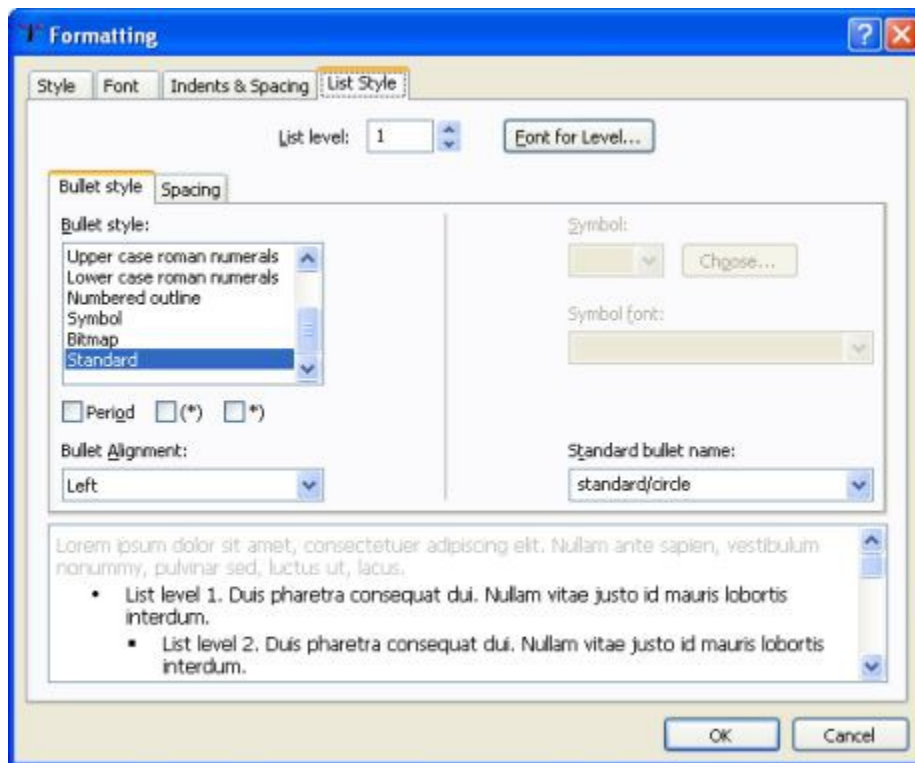 Formatting
Style Font Indents & Spacing List Style
List level: 1 Font for Level...
Bullet style Spacing
Bullet style: Symbol:
Upper case roman numerals
Lower case roman numerals Choose...
Numbered outline
Symbol Symbol font:
Bitmap
Standard
Period (*) *)
Bullet Alignment: Standard bullet name:
Left standard/circle
Lorem ipsum dolor sit amet, consectetuer adipiscing elit. Nullam ante sapien, vestibulum
nonummy, pulvinar sed, luctus ut, lacus.
• List level 1. Duis pharetra consequat dui. Nullam vitae justo id mauris lobortis
interdum.
▪ List level 2. Duis pharetra consequat dui. Nullam vitae justo id mauris lobortis
interdum.
OK Cancel